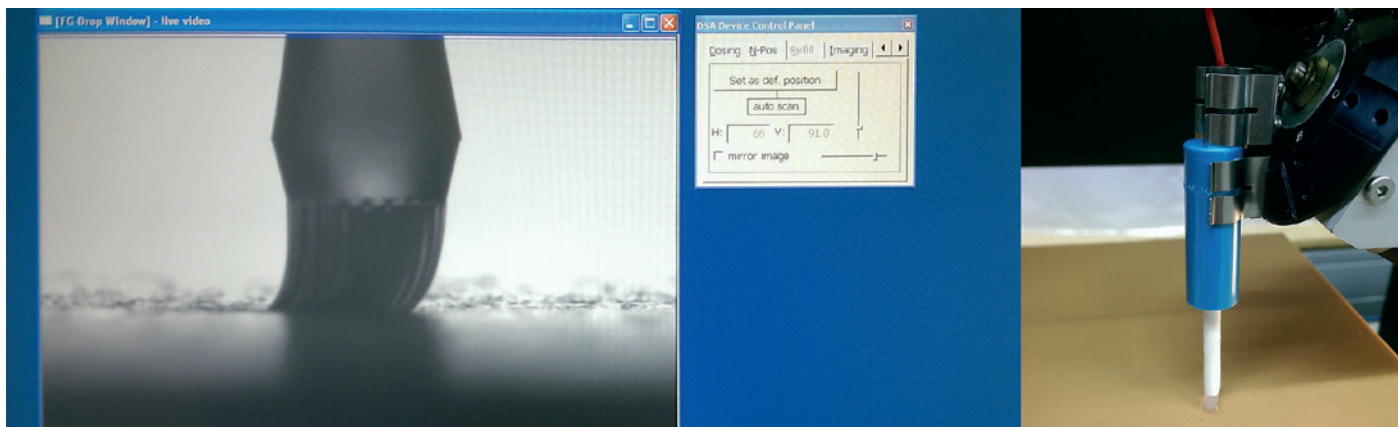 [FG-Drop Window] - live video
DSA Device Control Panel
Dosing N-Pos Refill Imaging
Set as def. position
auto scan
H: 66 V: 91.0
mirror image